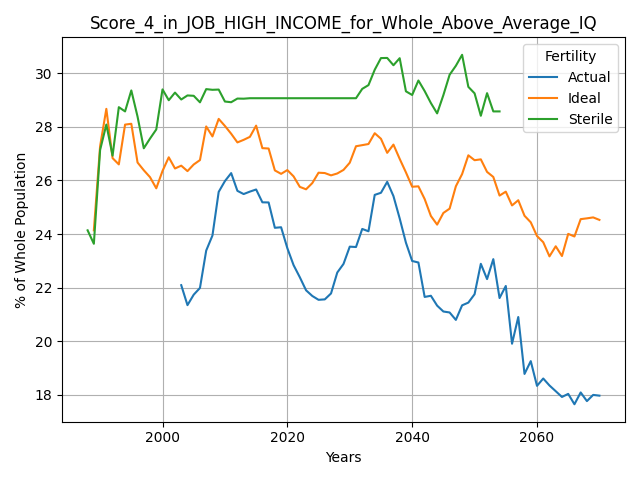 Score_4_in_JOB_HIGH_INCOME_for_Whole_Above_Average_IQ
Fertility
Actual
Ideal
Sterile
% of Whole Population
30
28
26
24
22
20
18
2000 2020 2040 2060
Years